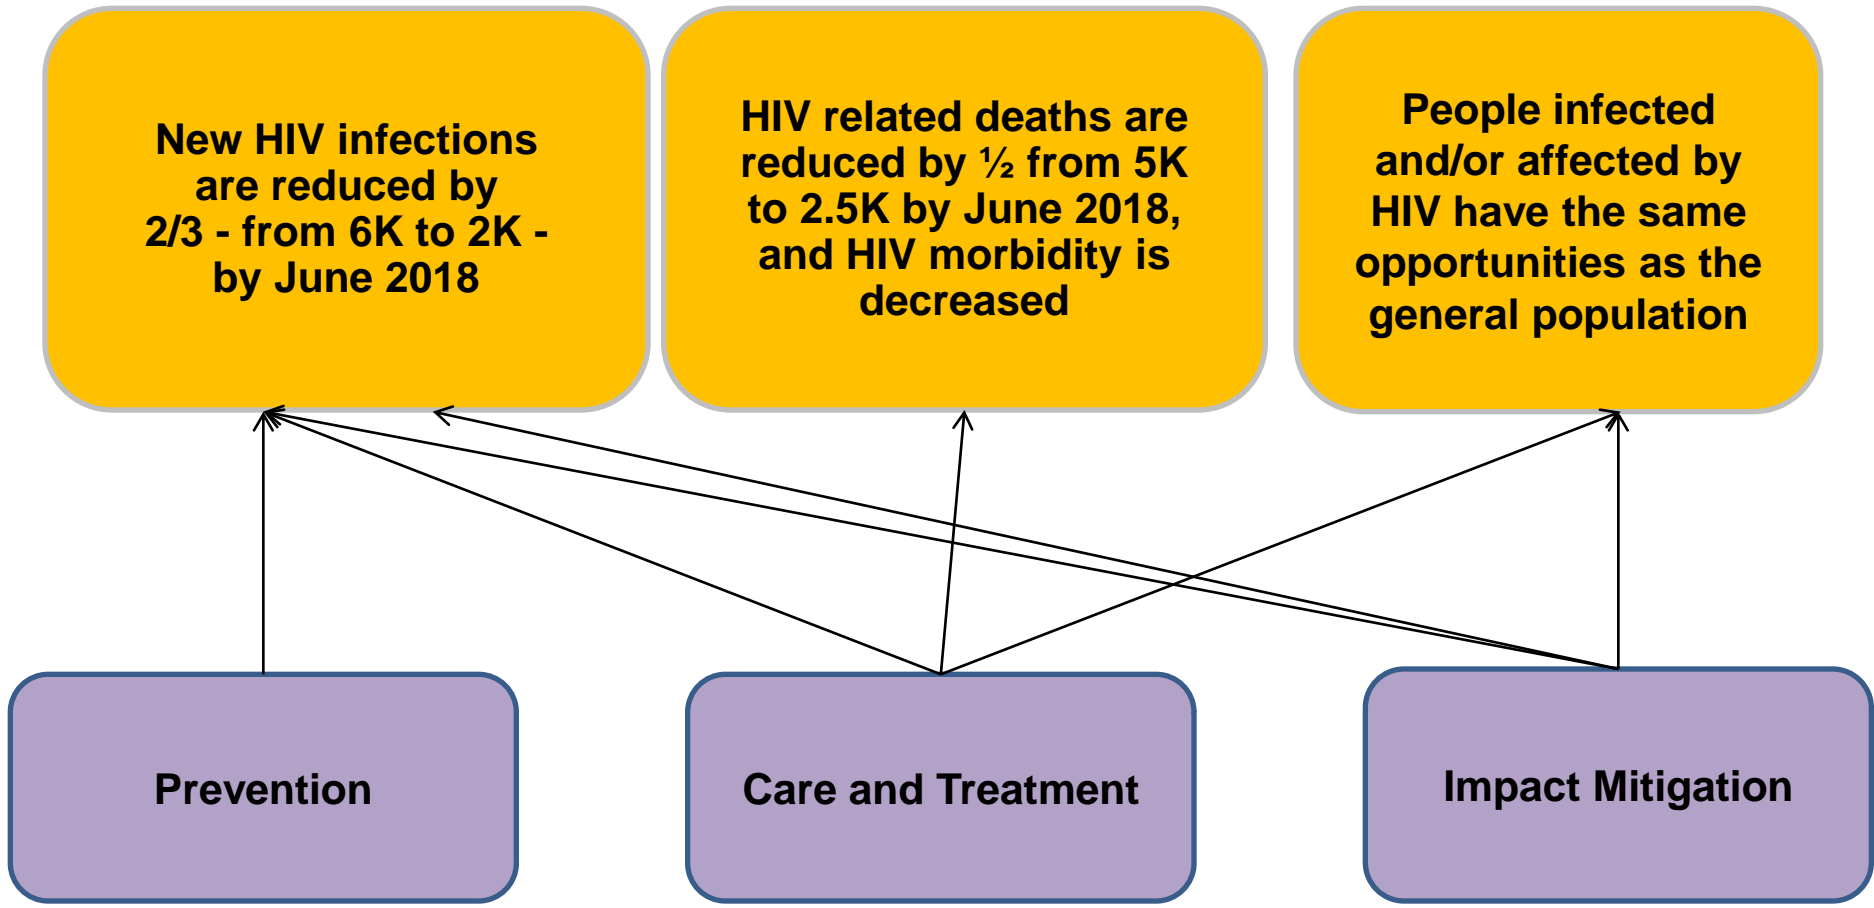 New HIV infections
are reduced by
2/3 - from 6K to 2K -
by June 2018
HIV related deaths are
reduced by ½ from 5K
to 2.5K by June 2018,
and HIV morbidity is
decreased
People infected
and/or affected by
HIV have the same
opportunities as the
general population
Prevention
Care and Treatment
Impact Mitigation